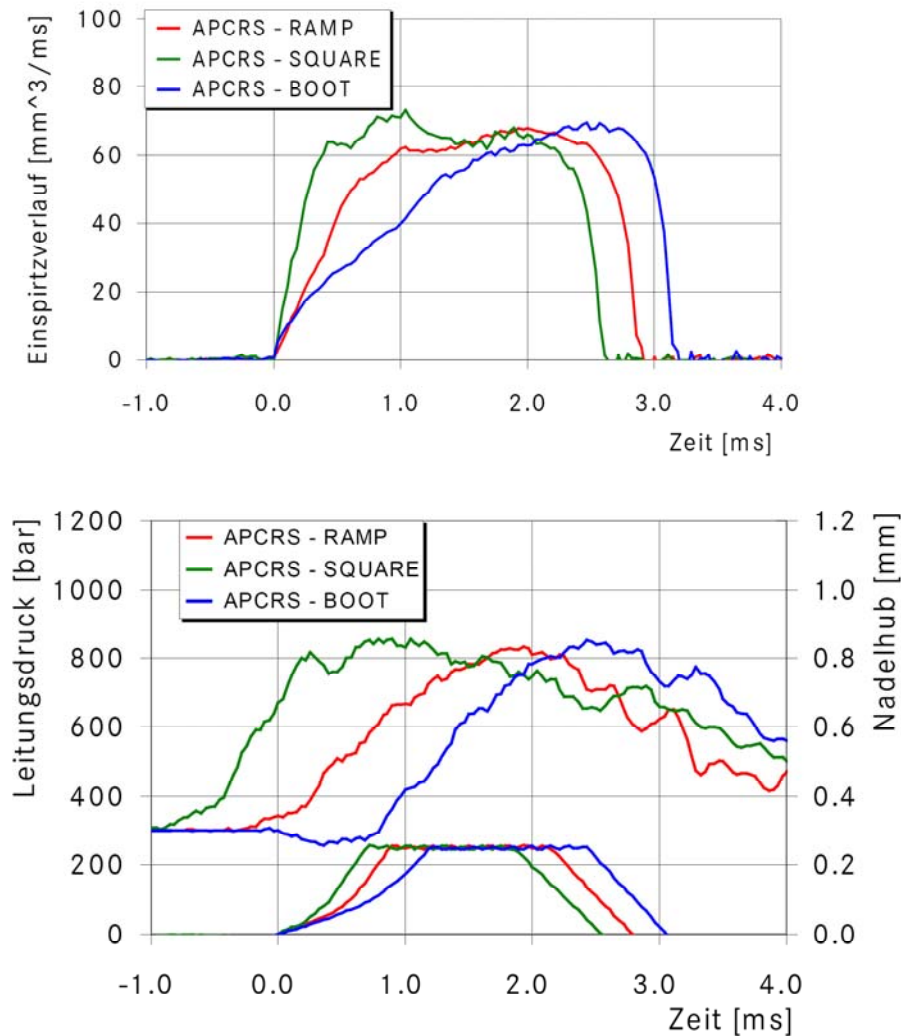 Einspirtzverlauf [mm^3/ms]
100
80
60
40
20
0
APCRS - RAMP
APCRS - SQUARE
APCRS - BOOT
-1.0 0.0 1.0 2.0 3.0 4.0
Zeit [ms]
Leitungsdruck [bar]
1200
1000
800
600
400
200
0
APCRS - RAMP
APCRS - SQUARE
APCRS - BOOT
1.2
1.0
0.8
0.6
0.4
0.2
0.0
Nadelhub [mm]
-1.0 0.0 1.0 2.0 3.0 4.0
Zeit [ms]